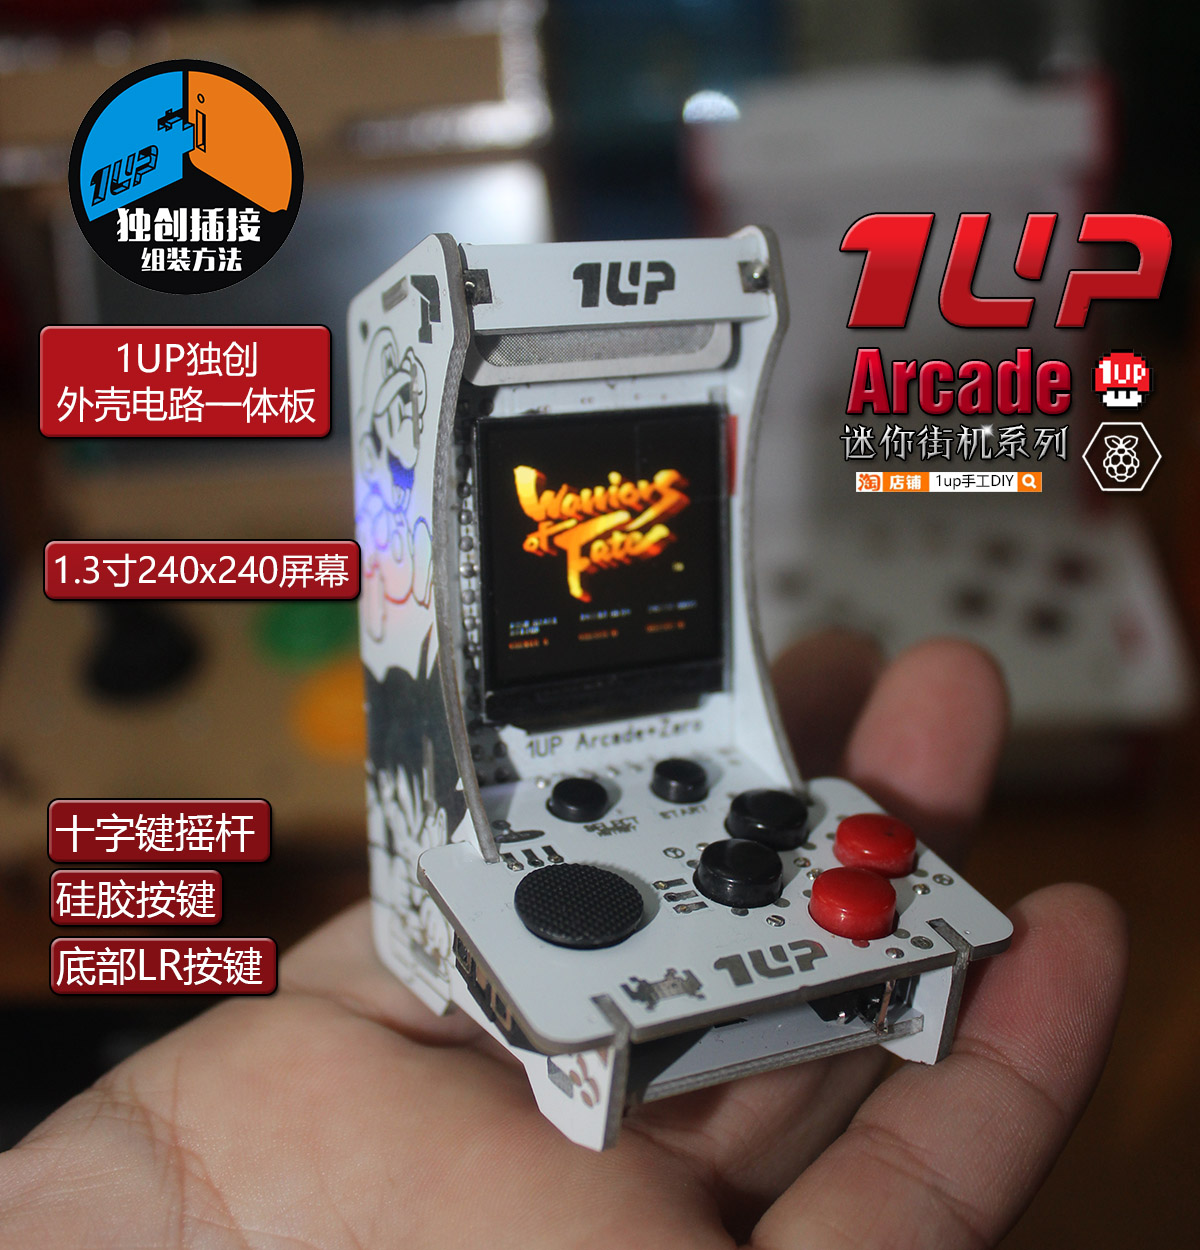 1UP
独创插接
组装方法
1UP独创
外壳电路一体板
1.3寸240x240屏幕
十字键摇杆
硅胶按键
底部LR按键
1UP
Arcade
1UP
迷你街机系列
淘 店铺 1up手工DIY
1UP
Warriors
of
Fate
1UP Arcade*Zero
SELECT
START
1UP